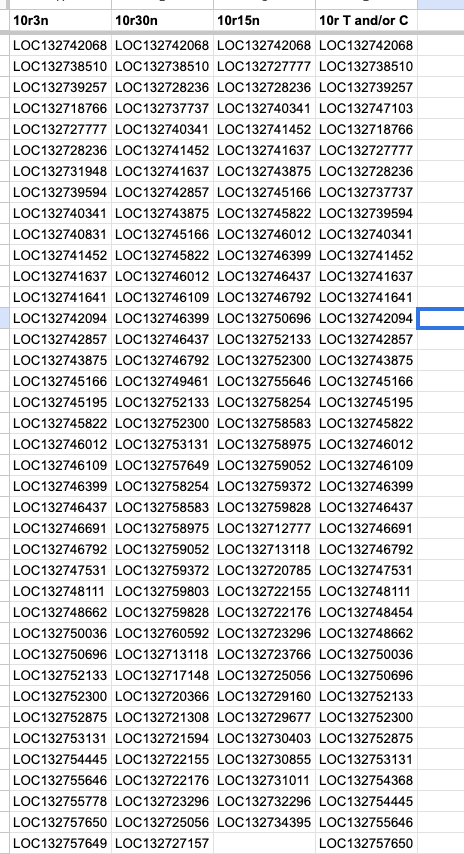 10r3n 10r30n 10r15n 10r T and/or C
LOC132742068 LOC132742068 LOC132742068 LOC132742068
LOC132738510 LOC132738510 LOC132727777 LOC132738510
LOC132739257 LOC132728236 LOC132728236 LOC132739257
LOC132718766 LOC132737737 LOC132740341 LOC132747103
LOC132727777 LOC132740341 LOC132741452 LOC132718766
LOC132728236 LOC132741452 LOC132741637 LOC132727777
LOC132731948 LOC132741637 LOC132743875 LOC132728236
LOC132739594 LOC132742857 LOC132745166 LOC132737737
LOC132740341 LOC132743875 LOC132745822 LOC132739594
LOC132740831 LOC132745166 LOC132746012 LOC132740341
LOC132741452 LOC132745822 LOC132746399 LOC132741452
LOC132741637 LOC132746012 LOC132746437 LOC132741637
LOC132741641 LOC132746109 LOC132746792 LOC132741641
LOC132742094 LOC132746399 LOC132750696 LOC132742094
LOC132742857 LOC132746437 LOC132752133 LOC132742857
LOC132743875 LOC132746792 LOC132752300 LOC132743875
LOC132745166 LOC132749461 LOC132755646 LOC132745166
LOC132745195 LOC132752133 LOC132758254 LOC132745195
LOC132745822 LOC132752300 LOC132758583 LOC132745822
LOC132746012 LOC132753131 LOC132758975 LOC132746012
LOC132746109 LOC132757649 LOC132759052 LOC132746109
LOC132746399 LOC132758254 LOC132759372 LOC132746399
LOC132746437 LOC132758583 LOC132759828 LOC132746437
LOC132746691 LOC132758975 LOC132712777 LOC132746691
LOC132746792 LOC132759052 LOC132713118 LOC132746792
LOC132747531 LOC132759372 LOC132720785 LOC132747531
LOC132748111 LOC132759803 LOC132722155 LOC132748111
LOC132748662 LOC132759828 LOC132722176 LOC132748454
LOC132750036 LOC132760592 LOC132723296 LOC132748662
LOC132750696 LOC132713118 LOC132723766 LOC132750036
LOC132752133 LOC132717148 LOC132725056 LOC132750696
LOC132752300 LOC132720366 LOC132729160 LOC132752133
LOC132752875 LOC132721308 LOC132729677 LOC132752300
LOC132753131 LOC132721594 LOC132730403 LOC132752875
LOC132754445 LOC132722155 LOC132730855 LOC132753131
LOC132755646 LOC132722176 LOC132731011 LOC132754368
LOC132755778 LOC132723296 LOC132732296 LOC132754445
LOC132757650 LOC132725056 LOC132734395 LOC132755646
LOC132757649 LOC132727157 LOC132757650